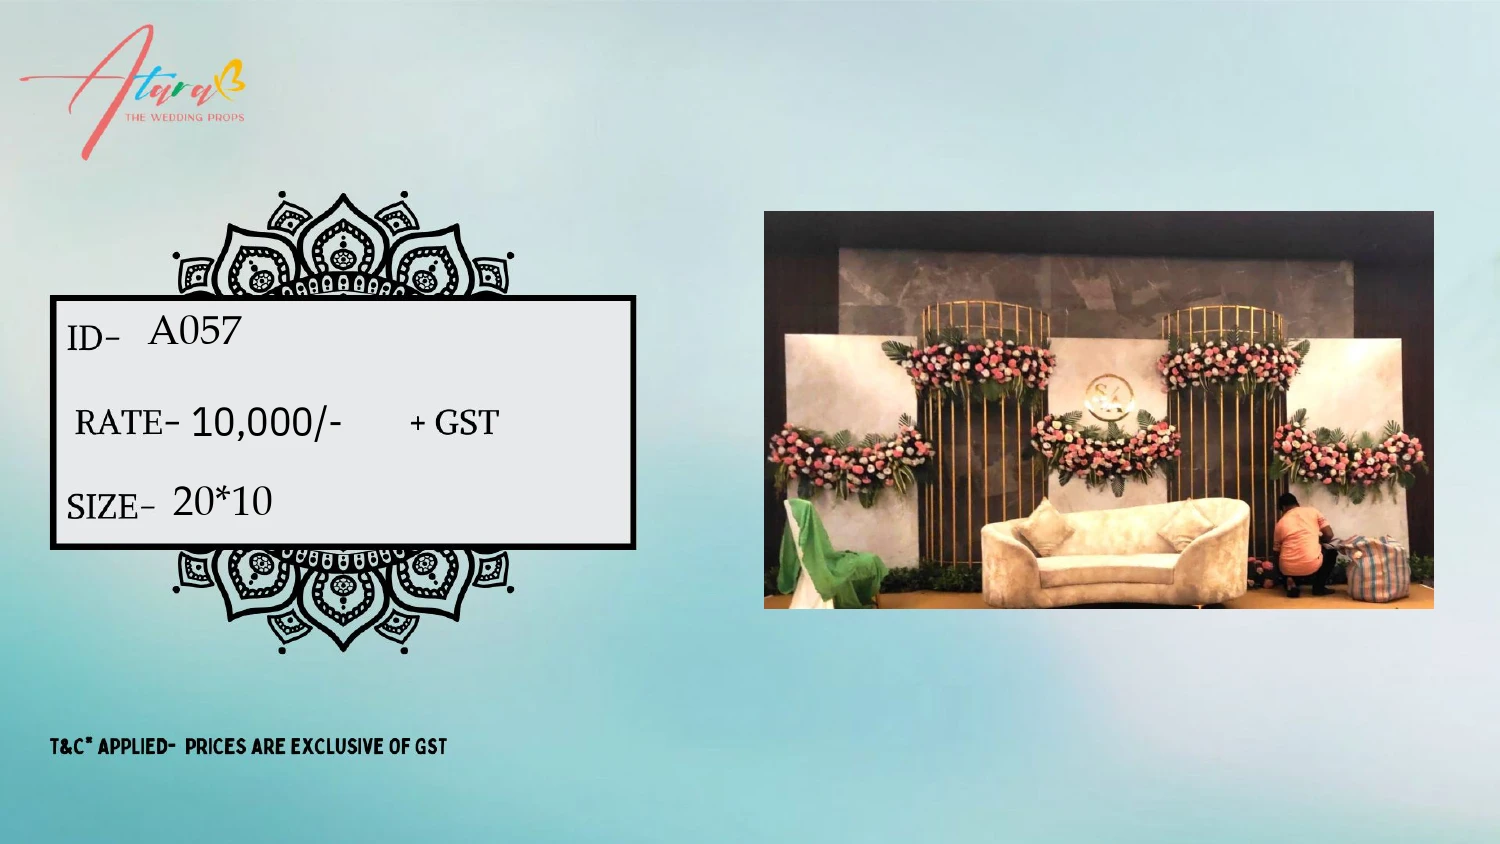 Atara
THE WEDDING PROPS
ID- A057
RATE- 10,000/- + GST
SIZE- 20*10
T&C* APPLIED- PRICES ARE EXCLUSIVE OF GST